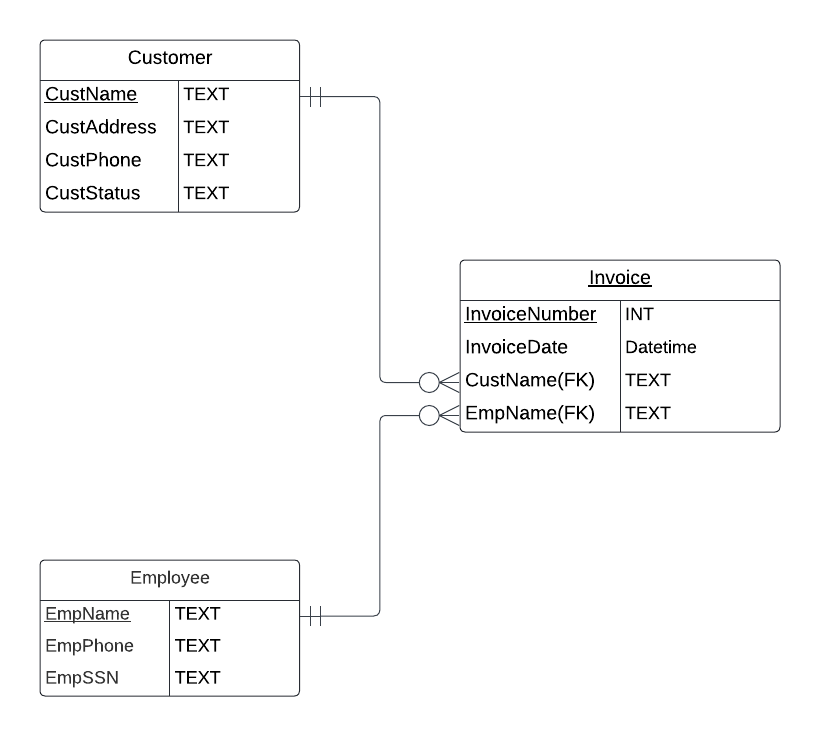 Customer
CustName TEXT
CustAddress TEXT
CustPhone TEXT
CustStatus TEXT
Invoice
InvoiceNumber INT
InvoiceDate Datetime
CustName(FK) TEXT
EmpName(FK) TEXT
Employee
EmpName TEXT
EmpPhone TEXT
EmpSSN TEXT